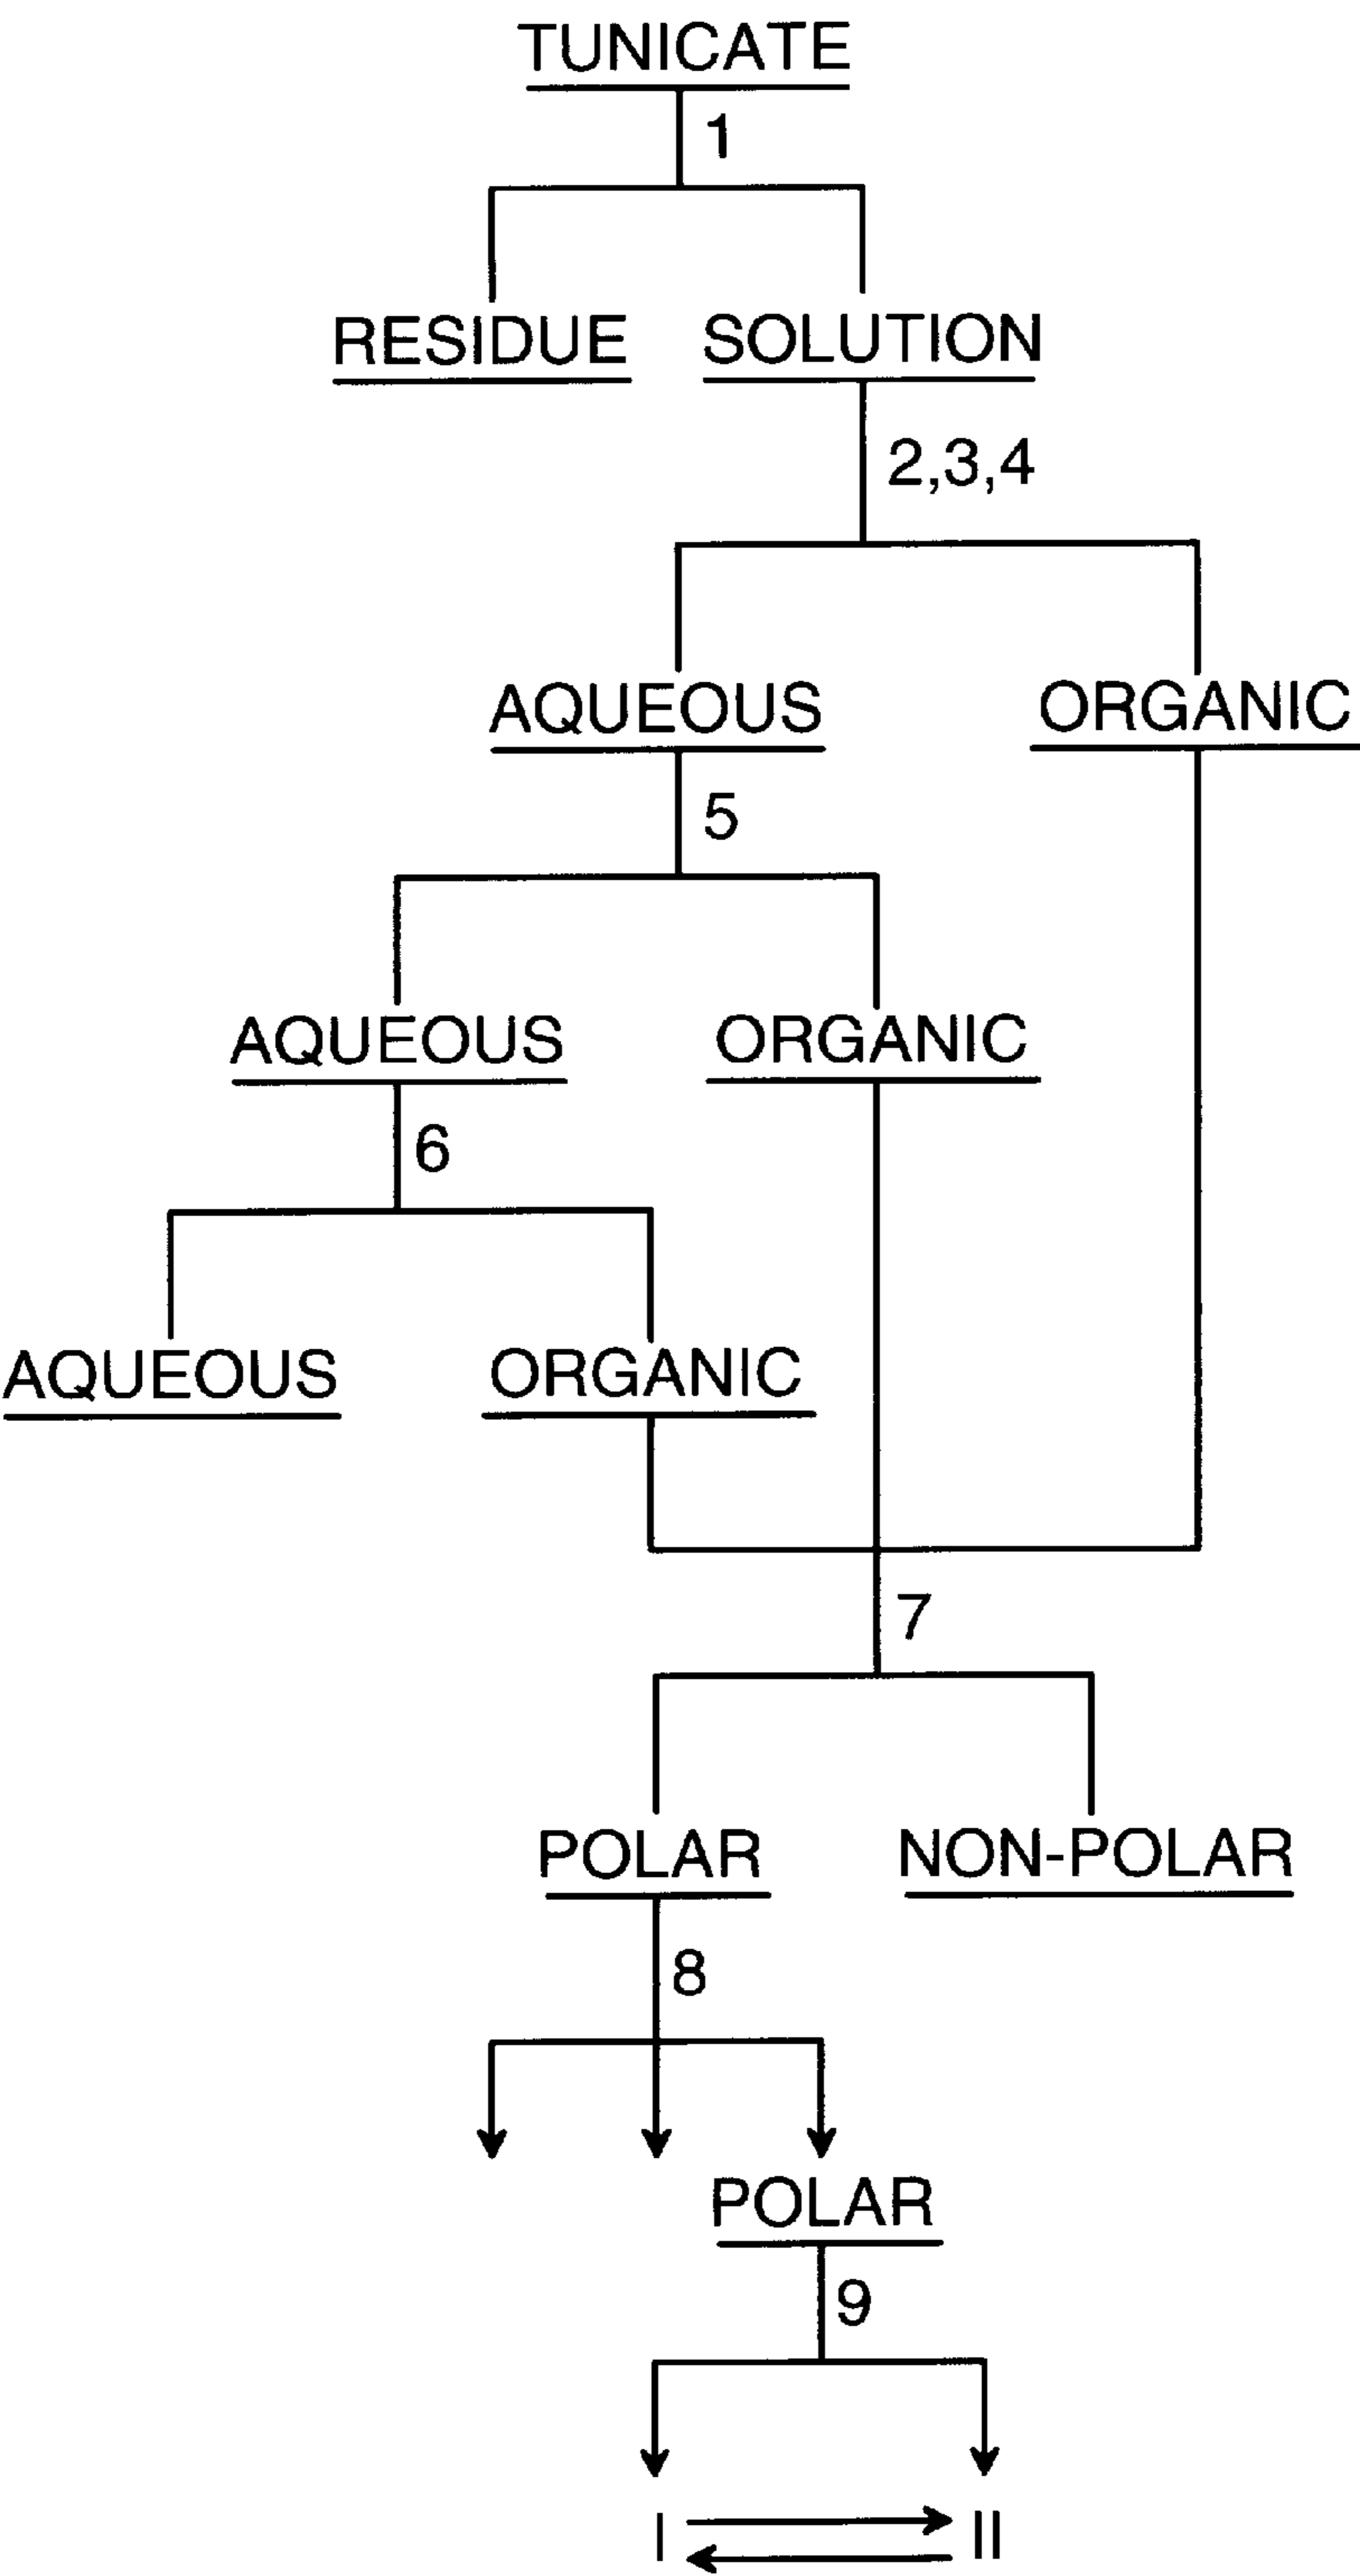 TUNICATE
1
RESIDUE SOLUTION
2,3,4
AQUEOUS ORGANIC
5
AQUEOUS ORGANIC
6
AQUEOUS ORGANIC
7
POLAR NON-POLAR
8
POLAR
9
I II